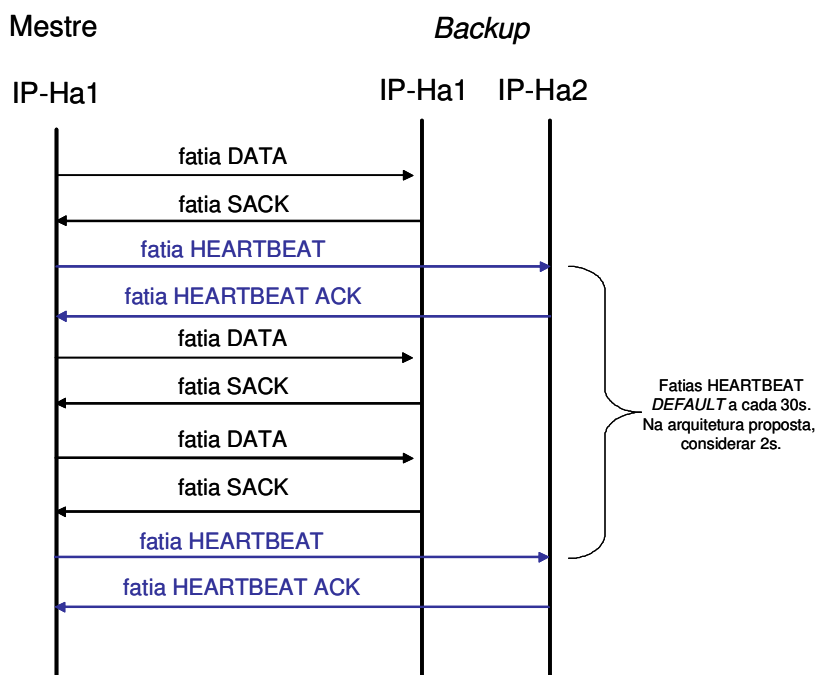 Mestre
Backup
IP-Ha1
IP-Ha1
IP-Ha2
fatia DATA
fatia SACK
fatia HEARTBEAT
fatia HEARTBEAT ACK
fatia DATA
fatia SACK
fatia DATA
fatia SACK
fatia HEARTBEAT
fatia HEARTBEAT ACK
Fatias HEARTBEAT
DEFAULT a cada 30s.
Na arquitetura proposta,
considerar 2s.